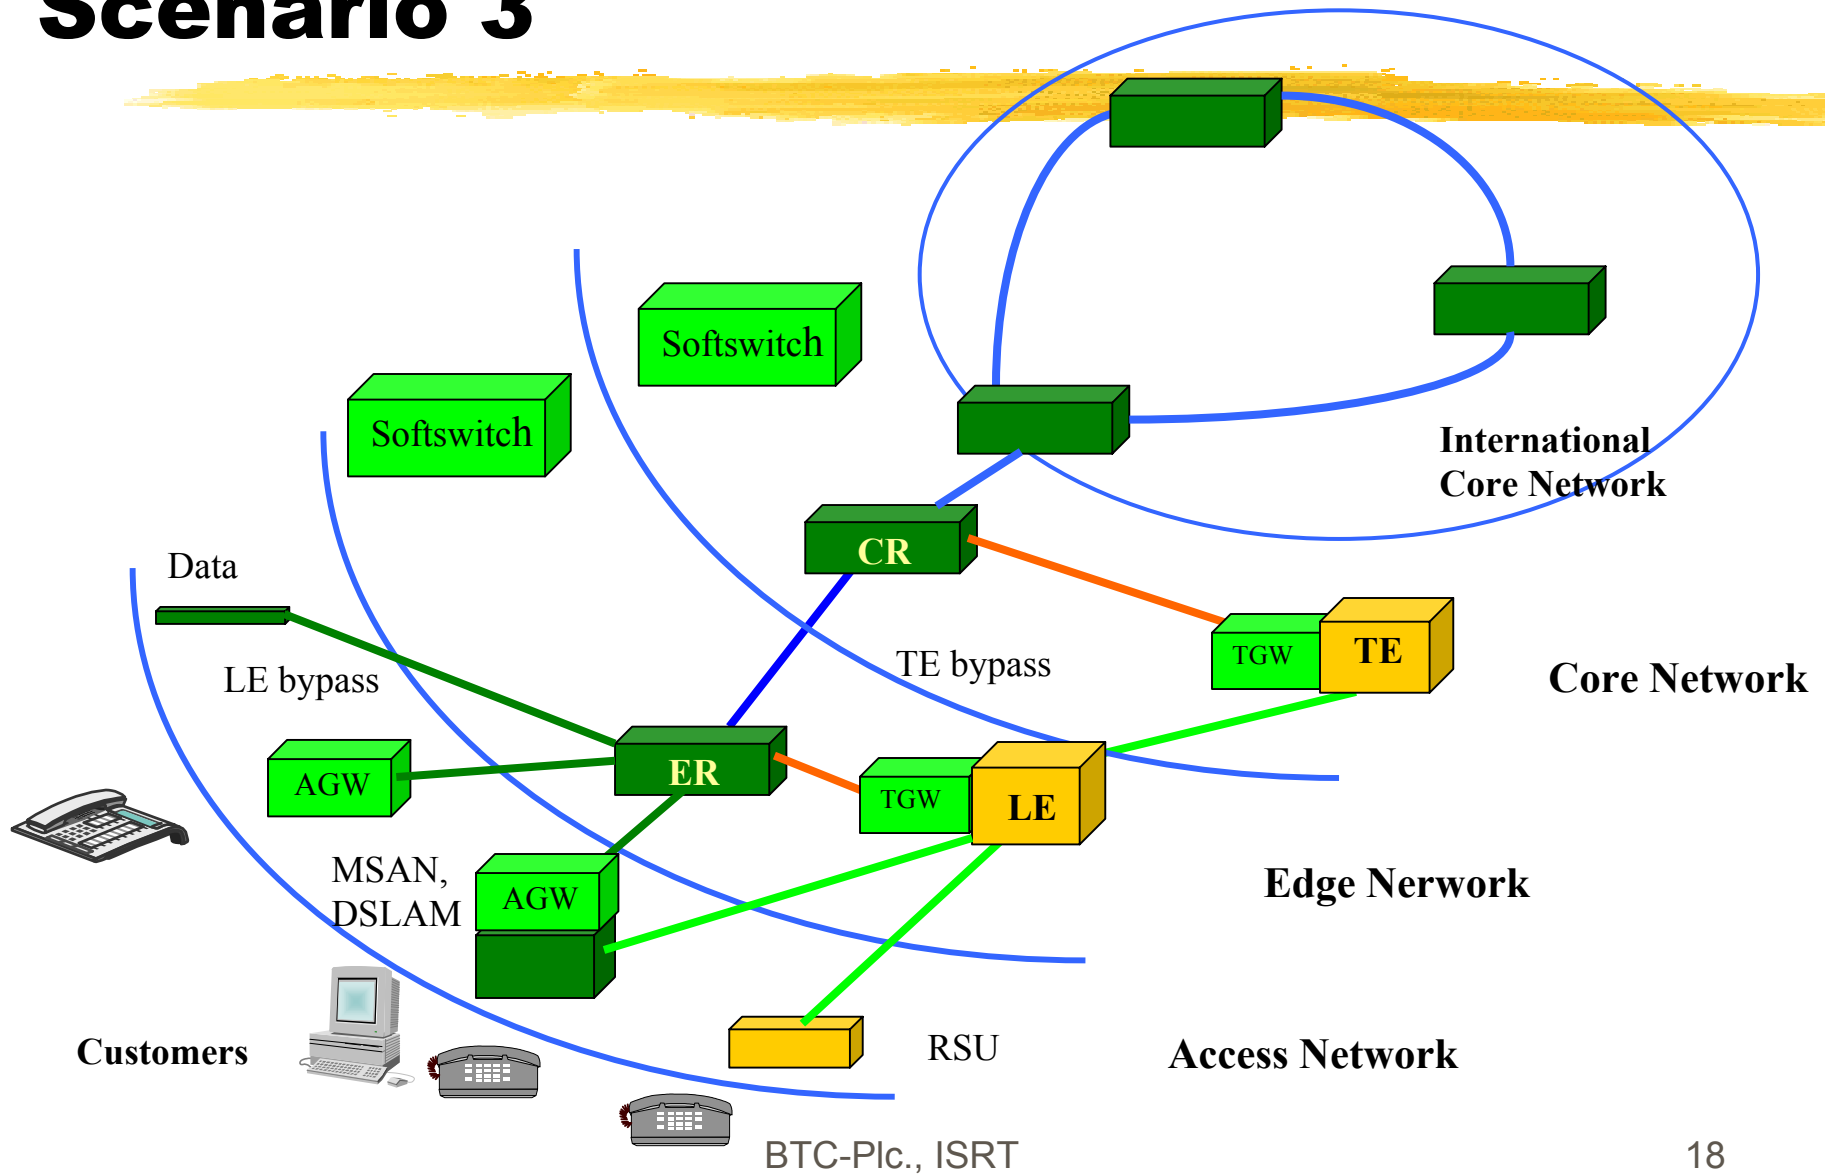 Scenario 3
Softswitch
Softswitch
International
Core Network
CR
Data
TE bypass
TGW
TE
LE bypass
Core Network
ER
AGW
TGW
LE
MSAN,
DSLAM
AGW
Edge Nerwork
Customers
RSU
Access Network
BTC-Plc., ISRT
18